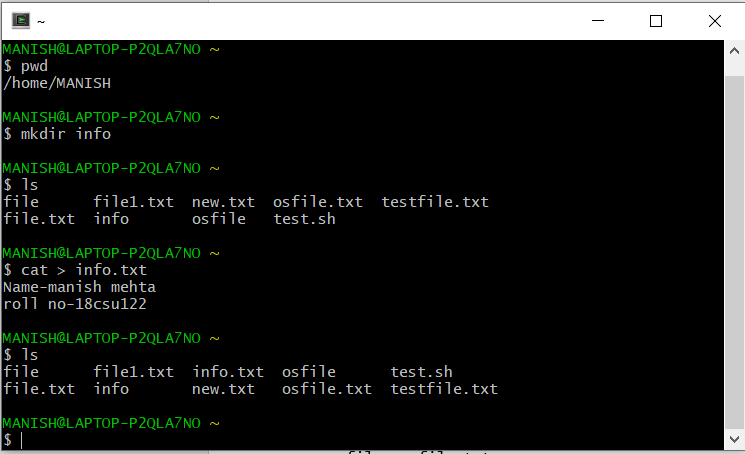 ~
MANISH@LAPTOP-P2QLA7NO ~
$ pwd
/home/MANISH
MANISH@LAPTOP-P2QLA7NO ~
$ mkdir info
MANISH@LAPTOP-P2QLA7NO ~
$ ls
file      file1.txt  new.txt  osfile.txt  testfile.txt
file.txt  info       osfile   test.sh
MANISH@LAPTOP-P2QLA7NO ~
$ cat > info.txt
Name-manish mehta
roll no-18csu122
MANISH@LAPTOP-P2QLA7NO ~
$ ls
file      file1.txt  info.txt  osfile      test.sh
file.txt  info       new.txt   osfile.txt  testfile.txt
MANISH@LAPTOP-P2QLA7NO ~
$